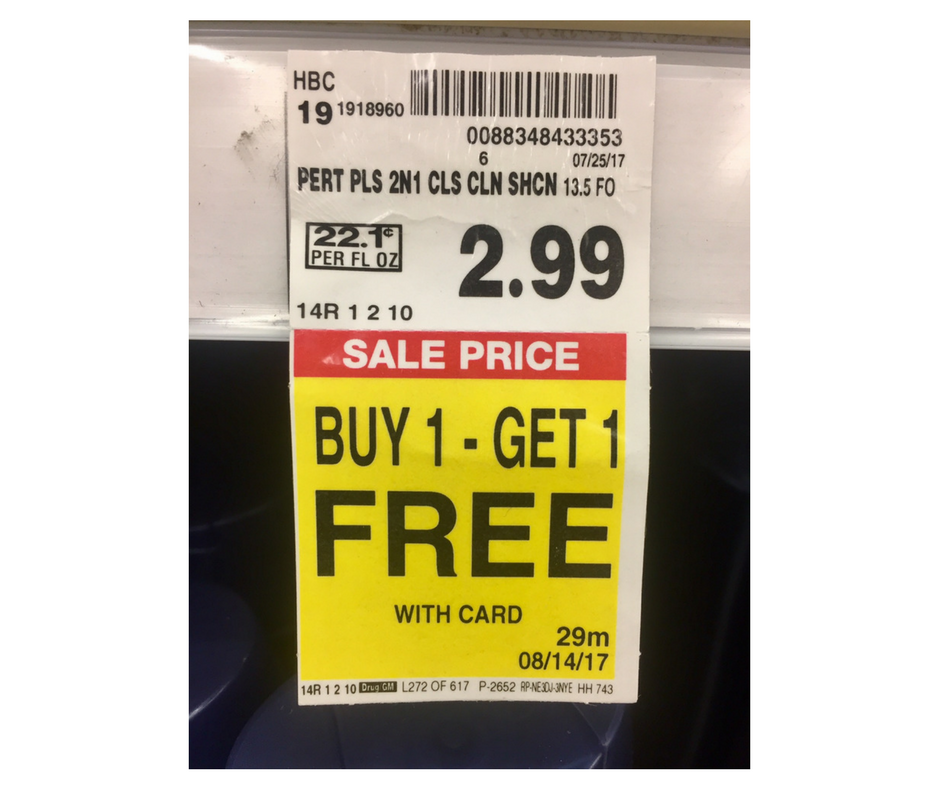 HBC
19 1918960
0088348433353
6 07/25/17
PERT PLS 2N1 CLS CLN SHCN 13.5 FO
22.1¢
PER FL OZ
2.99
14R 1 2 10
SALE PRICE
BUY 1 - GET 1
FREE
WITH CARD
29m
08/14/17
14R 1 2 10 Drug GM L272 OF 617 P-2652 RP-NE3DJ-3NYE HH 743